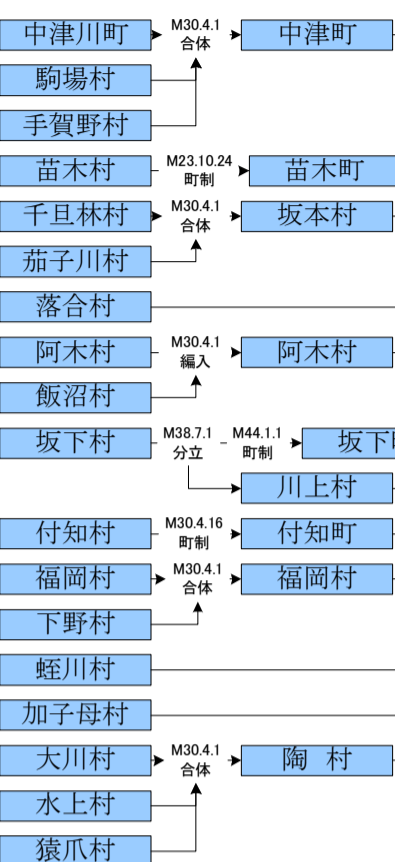 中津川町 M30.4.1 合体 中津町
駒場村
手賀野村
苗木村 M23.10.24 町制 苗木町
千旦林村 M30.4.1 合体 坂本村
茄子川村
落合村
阿木村 M30.4.1 編入 阿木村
飯沼村
坂下村 M38.7.1 分立 M44.1.1 町制 坂下町
川上村
付知村 M30.4.16 町制 付知町
福岡村 M30.4.1 合体 福岡村
下野村
蛭川村
加子母村
大川村 M30.4.1 合体 陶 村
水上村
猿爪村